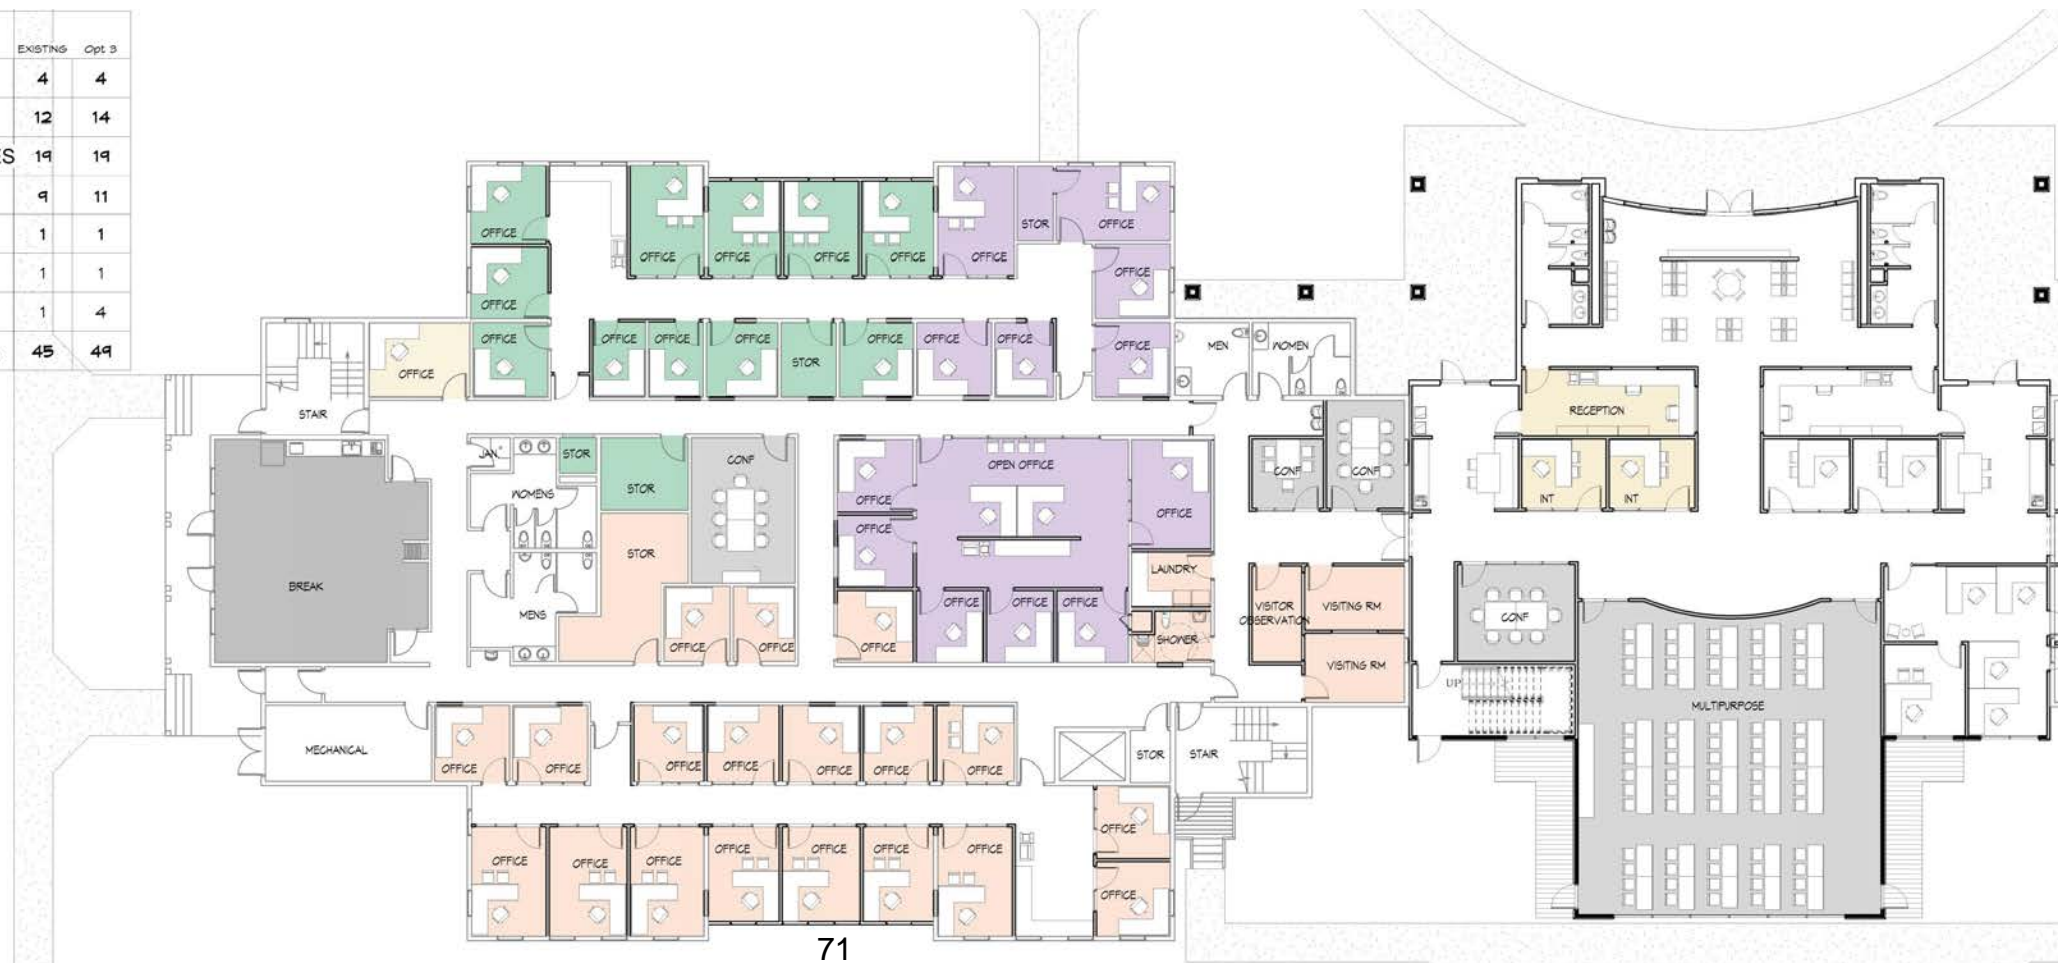 EXISTING Opt 3
4 4
12 14
ES 19 19
9 11
1 1
1 1
1 4
45 49
OFFICE
OFFICE
OFFICE
OFFICE
OFFICE
OFFICE
STOR
OFFICE
OFFICE
OFFICE
OFFICE
OFFICE
OFFICE
OFFICE
OFFICE
OFFICE
STOR
OFFICE
OFFICE
OFFICE
OFFICE
MEN
WOMEN
STAIR
RECEPTION
JAN.
STOR
CONF
OPEN OFFICE
WOMENS
STOR
OFFICE
OFFICE
CONF
CONF
INT
INT
OFFICE
STOR
BREAK
LAUNDRY
MENS
OFFICE
OFFICE
OFFICE
VISITOR
OBSERVATION
VISITING RM
CONF
OFFICE
OFFICE
OFFICE
SHOWER
VISITING RM
UP
MULTIPURPOSE
MECHANICAL
OFFICE
OFFICE
OFFICE
OFFICE
OFFICE
OFFICE
OFFICE
STOR
STAIR
OFFICE
OFFICE
OFFICE
OFFICE
OFFICE
OFFICE
OFFICE
OFFICE
OFFICE
71